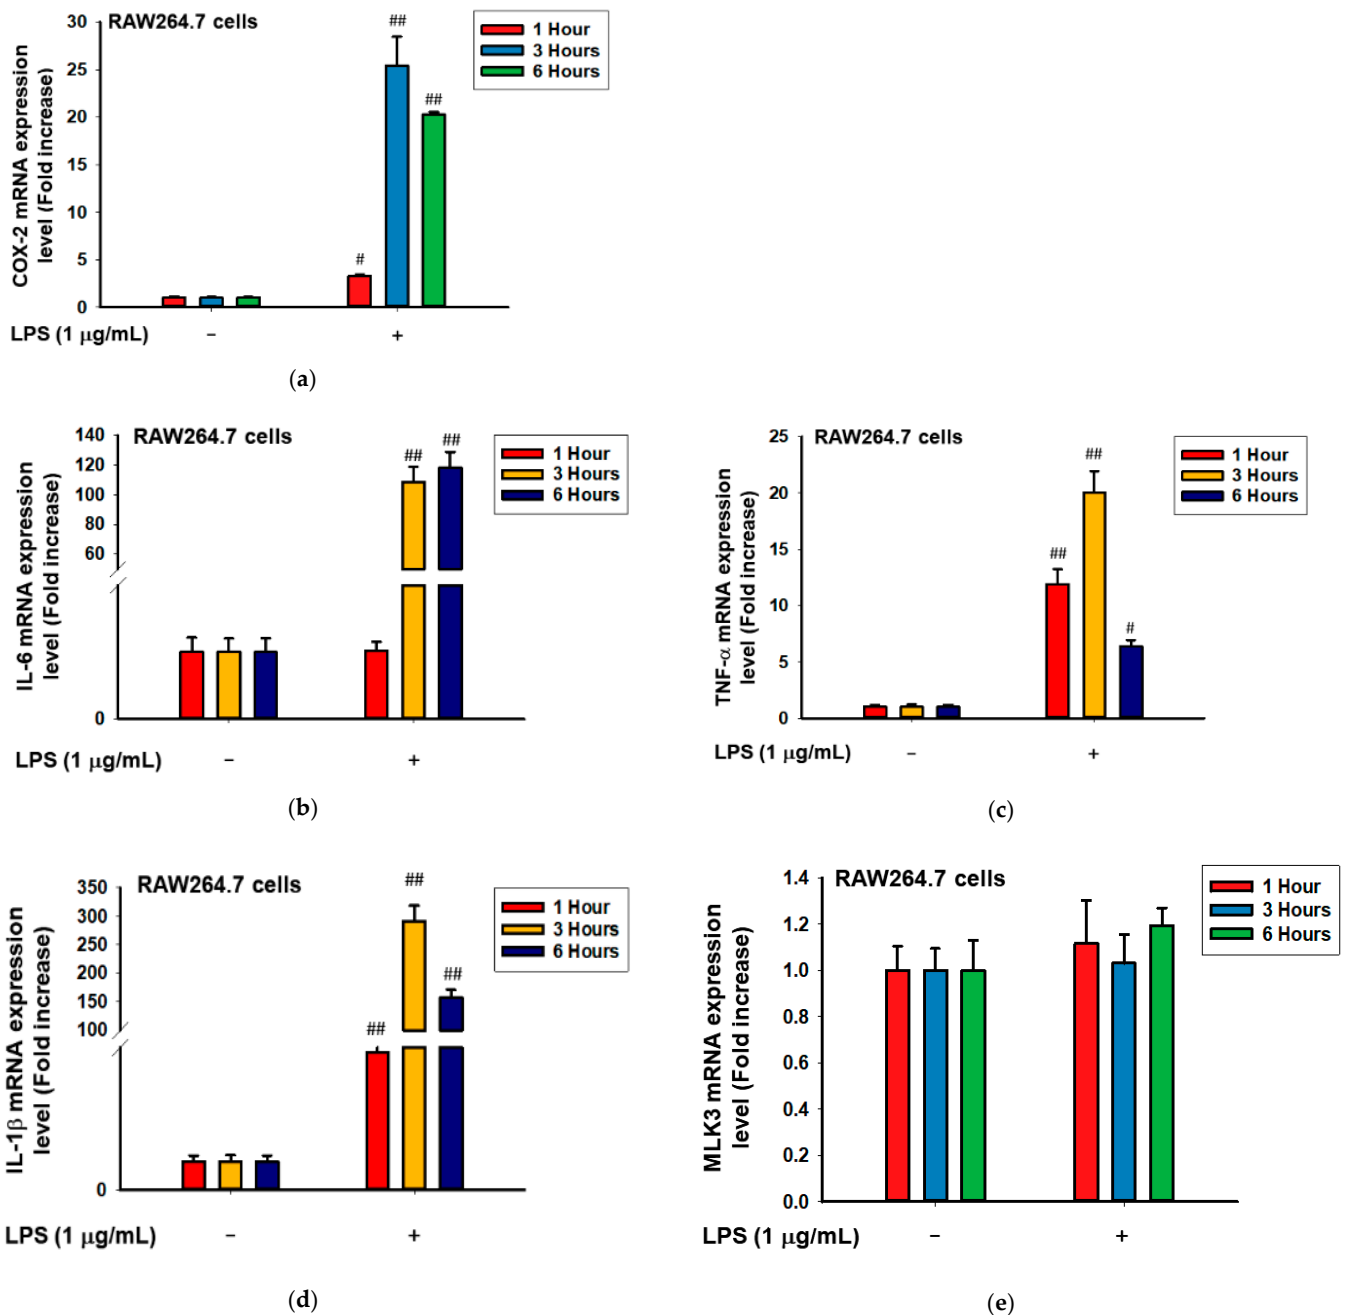 RAW264.7 cells
1 Hour
3 Hours
6 Hours
COX-2 mRNA expression
level (Fold increase)
30
25
20
15
10
5
0
#
##
##
LPS (1 μg/mL)
−
+
(a)
RAW264.7 cells
1 Hour
3 Hours
6 Hours
IL-6 mRNA expression
level (Fold increase)
140
120
100
80
60
0
##
##
LPS (1 μg/mL)
−
+
(b)
RAW264.7 cells
1 Hour
3 Hours
6 Hours
TNF-α mRNA expression
level (Fold increase)
25
20
15
10
5
0
##
##
#
LPS (1 μg/mL)
−
+
(c)
RAW264.7 cells
1 Hour
3 Hours
6 Hours
IL-1β mRNA expression
level (Fold increase)
350
300
250
200
150
100
0
##
##
##
LPS (1 μg/mL)
−
+
(d)
RAW264.7 cells
1 Hour
3 Hours
6 Hours
MLK3 mRNA expression
level (Fold increase)
1.4
1.2
1.0
0.8
0.6
0.4
0.2
0.0
LPS (1 μg/mL)
−
+
(e)